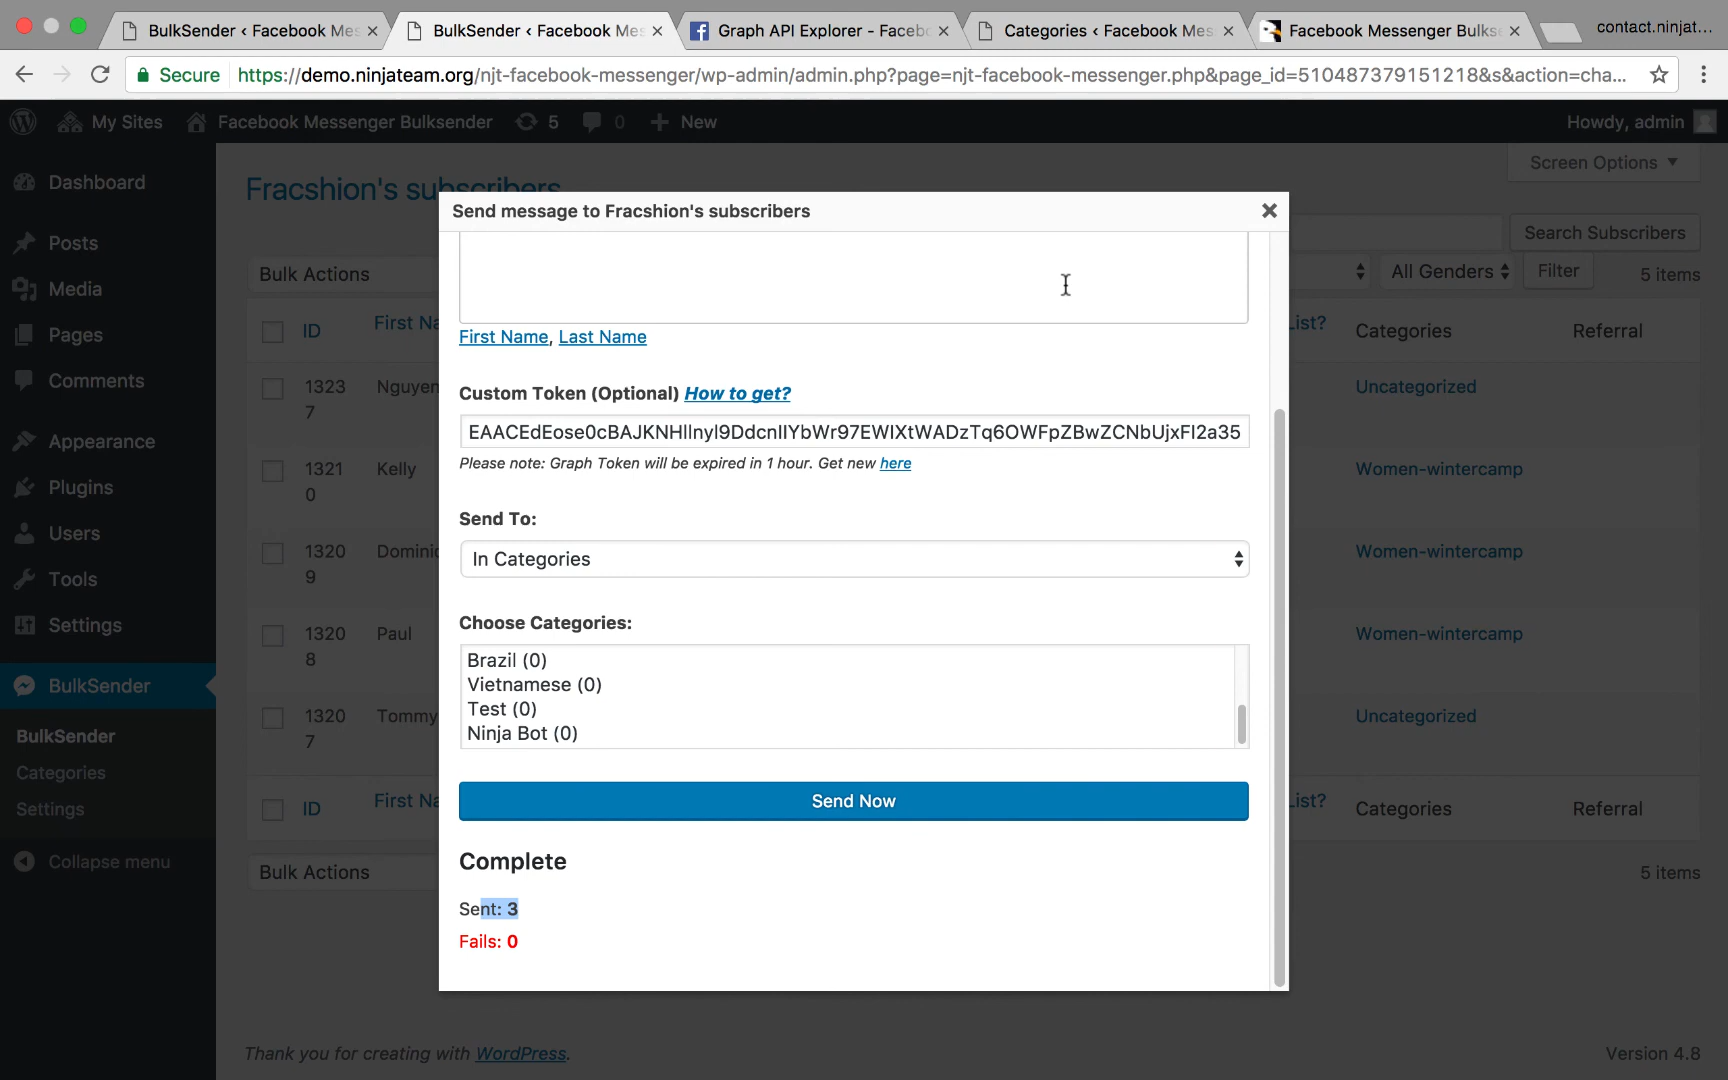 BulkSender ‹ Facebook Mes
BulkSender ‹ Facebook Mes
Graph API Explorer - Facebo
Categories ‹ Facebook Mes
Facebook Messenger Bulks
contact.ninjat...
Secure
https://demo.ninjateam.org/njt-facebook-messenger/wp-admin/admin.php?page=njt-facebook-messenger.php&page_id=510487379151218&s&action=cha...
My Sites
Facebook Messenger Bulksender
5
0
New
Howdy, admin
Dashboard
Posts
Media
Pages
Comments
Appearance
Plugins
Users
Tools
Settings
BulkSender
BulkSender
Categories
Settings
Collapse menu
Screen Options
Fracshion's subscribers
Search Subscribers
Bulk Actions
All Genders
Filter
5 items
ID
First Na
List?
Categories
Referral
1323
7
Nguyen
Uncategorized
1321
0
Kelly
Women-wintercamp
1320
9
Dominic
Women-wintercamp
1320
8
Paul
Women-wintercamp
1320
7
Tommy
Uncategorized
ID
First Na
List?
Categories
Referral
Bulk Actions
5 items
Send message to Fracshion's subscribers
First Name, Last Name
Custom Token (Optional) How to get?
EAACEdEose0cBAJKNHIlnyl9DdcnIIYbWr97EWIXtWADzTq6OWFpZBwZCNbUjxFI2a35
Please note: Graph Token will be expired in 1 hour. Get new here
Send To:
In Categories
Choose Categories:
Brazil (0)
Vietnamese (0)
Test (0)
Ninja Bot (0)
Send Now
Complete
Sent: 3
Fails: 0
Thank you for creating with WordPress.
Version 4.8